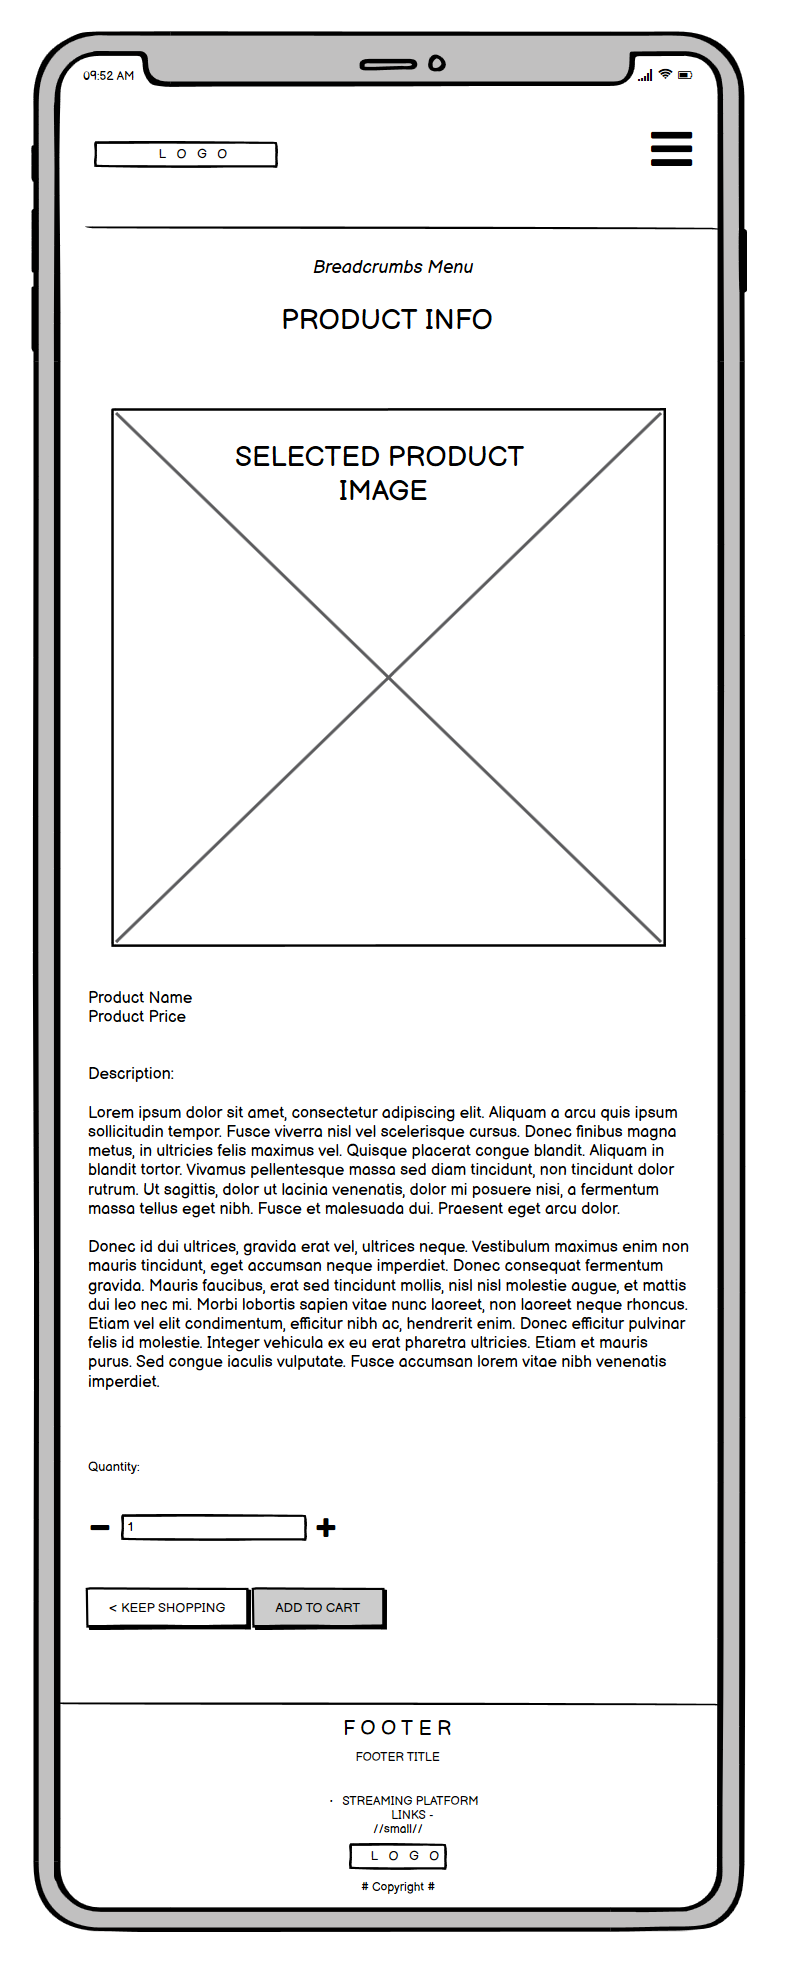 09:52 AM
L O G O
Breadcrumbs Menu
PRODUCT INFO
SELECTED PRODUCT
IMAGE
Product Name
Product Price
Description:
Lorem ipsum dolor sit amet, consectetur adipiscing elit. Aliquam a arcu quis ipsum
sollicitudin tempor. Fusce viverra nisl vel scelerisque cursus. Donec finibus magna
metus, in ultricies felis maximus vel. Quisque placerat congue blandit. Aliquam in
blandit tortor. Vivamus pellentesque massa sed diam tincidunt, non tincidunt dolor
rutrum. Ut sagittis, dolor ut lacinia venenatis, dolor mi posuere nisi, a fermentum
massa tellus eget nibh. Fusce et malesuada dui. Praesent eget arcu dolor.
Donec id dui ultrices, gravida erat vel, ultrices neque. Vestibulum maximus enim non
mauris tincidunt, eget accumsan neque imperdiet. Donec consequat fermentum
gravida. Mauris faucibus, erat sed tincidunt mollis, nisl nisl molestie augue, et mattis
dui leo nec mi. Morbi lobortis sapien vitae nunc laoreet, non laoreet neque rhoncus.
Etiam vel elit condimentum, efficitur nibh ac, hendrerit enim. Donec efficitur pulvinar
felis id molestie. Integer vehicula ex eu erat pharetra ultricies. Etiam et mauris
purus. Sed congue iaculis vulputate. Fusce accumsan lorem vitae nibh venenatis
imperdiet.
Quantity:
1
< KEEP SHOPPING ADD TO CART
FOOTER
FOOTER TITLE
· STREAMING PLATFORM
LINKS -
//small//
L O G O
# Copyright #